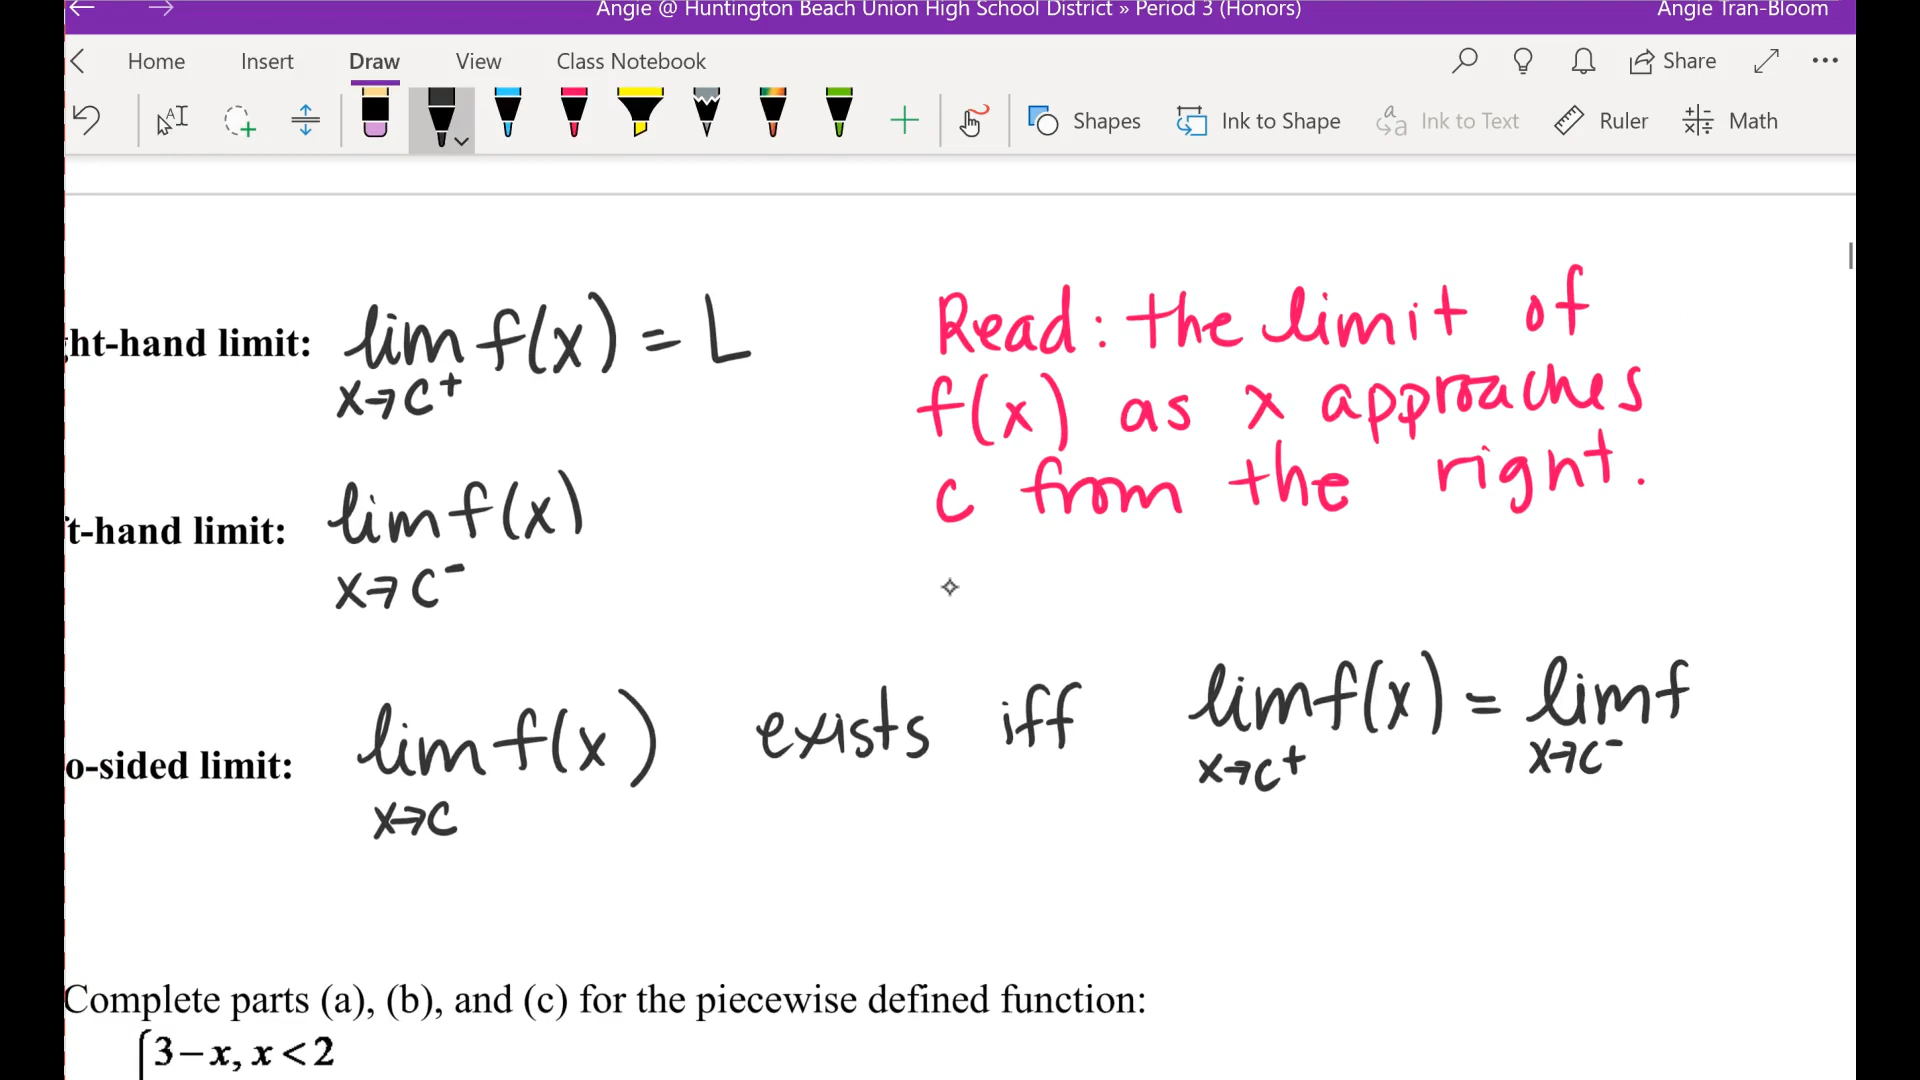 Angie @ Huntington Beach Union High School District » Period 3 (Honors) Angie Tran-Bloom
Home Insert Draw View Class Notebook Share
Shapes Ink to Shape Ink to Text Ruler Math
ght-hand limit: lim f(x) = L
x→c⁺
Read: the limit of
f(x) as x approaches
c from the right.
ft-hand limit: lim f(x)
x→c⁻
o-sided limit: lim f(x) exists iff lim f(x) = lim f
x→c x→c⁺ x→c⁻
Complete parts (a), (b), and (c) for the piecewise defined function:
3−x, x<2